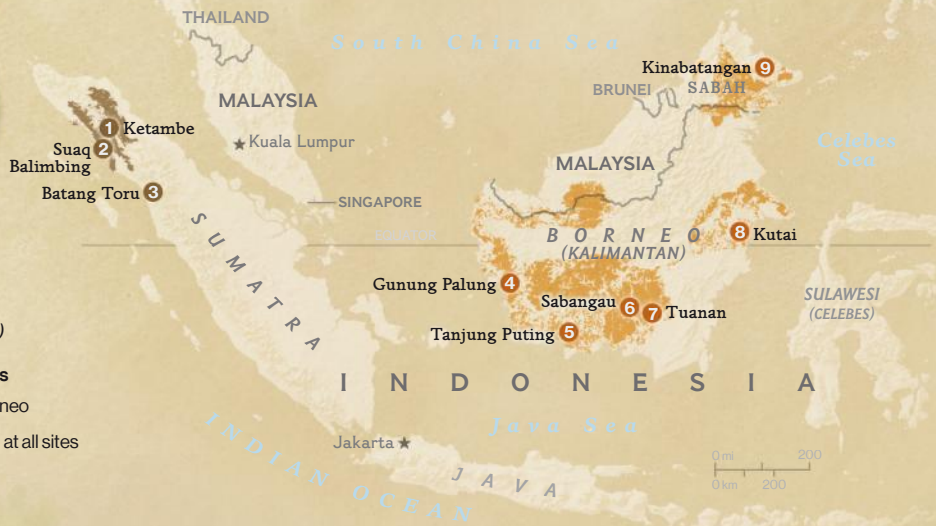 THAILAND
South China Sea
Kinabatangan 9
SABAH
BRUNEI
MALAYSIA
1 Ketambe
Kuala Lumpur
Suaq
Balimbing 2
Celebes
Sea
MALAYSIA
Batang Toru 3
SINGAPORE
SUMATRA
BORNEO
(KALIMANTAN)
8 Kutai
Gunung Palung 4
Sabangau 6
7 Tuanan
SULAWESI
(CELEBES)
Tanjung Puting 5
)
s
INDONESIA
neo
at all sites
Java Sea
Jakarta
INDIAN OCEAN
JAVA
0 mi 200
0 km 200